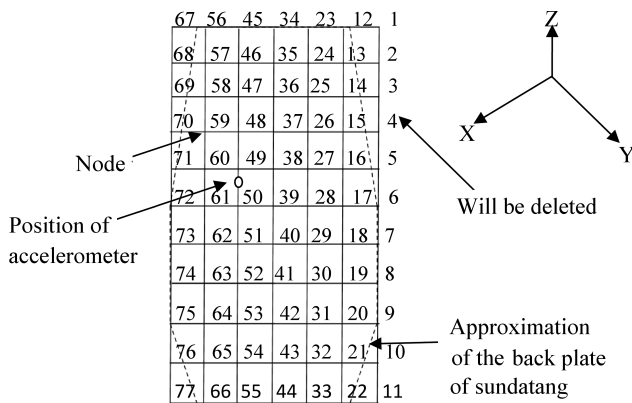 67 56 45 34 23 12 1
68 57 46 35 24 13 2
69 58 47 36 25 14 3
70 59 48 37 26 15 4
71 60 49 38 27 16 5
72 61 50 39 28 17 6
73 62 51 40 29 18 7
74 63 52 41 30 19 8
75 64 53 42 31 20 9
76 65 54 43 32 21 10
77 66 55 44 33 22 11
Node
Position of
accelerometer
Z
X
Y
Will be deleted
Approximation
of the back plate
of sundatang